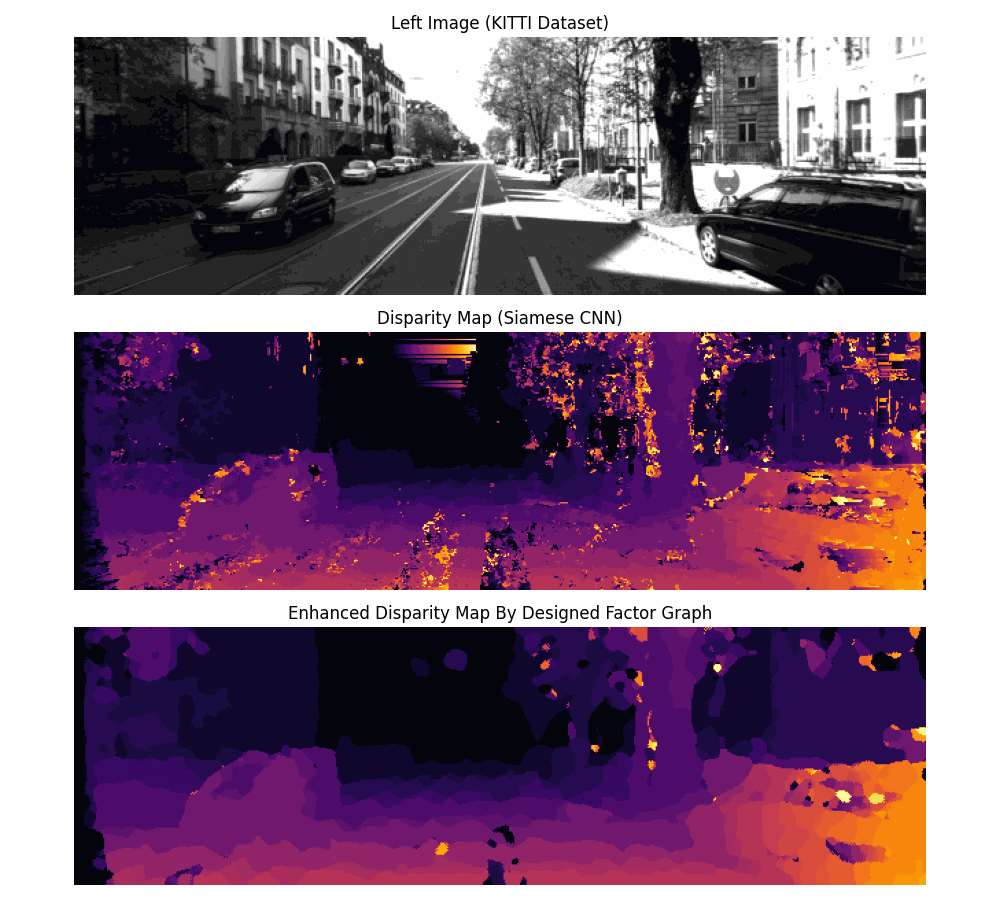 Left Image (KITTI Dataset)
Disparity Map (Siamese CNN)
Enhanced Disparity Map By Designed Factor Graph